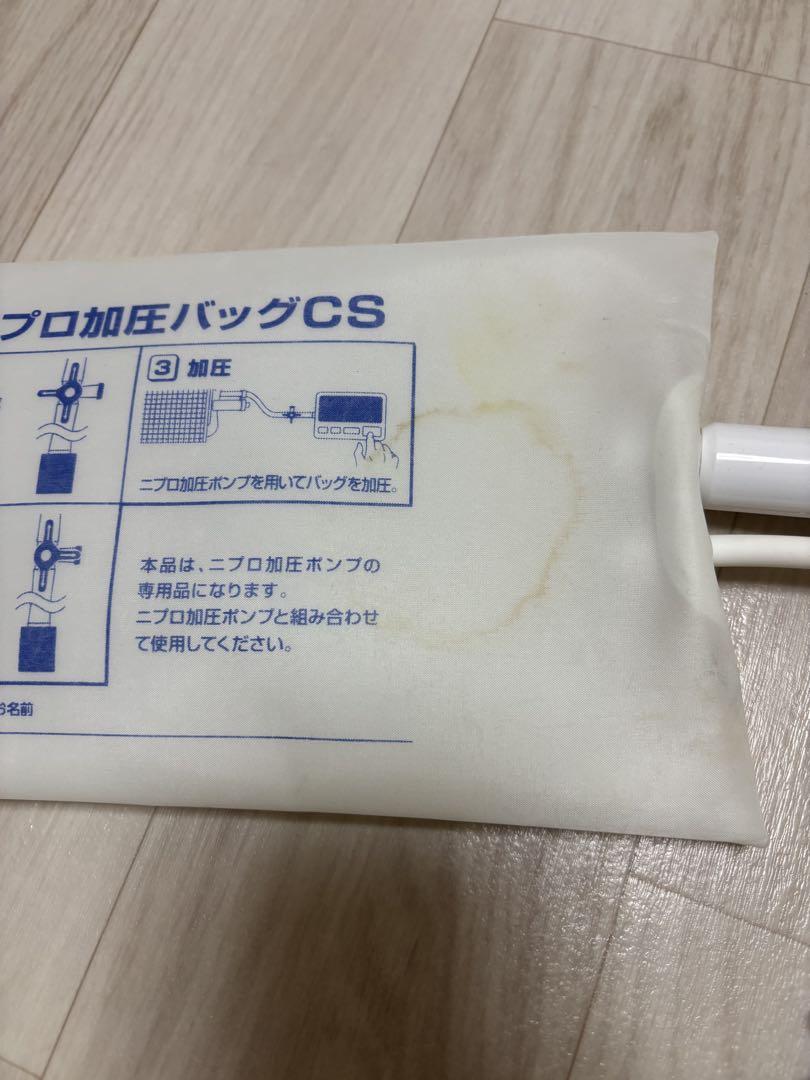 プロ加圧バッグCS
3 加圧
ニプロ加圧ポンプを用いてバッグを加圧。
本品は、ニプロ加圧ポンプの
専用品になります。
ニプロ加圧ポンプと組み合わせ
て使用してください。
お名前